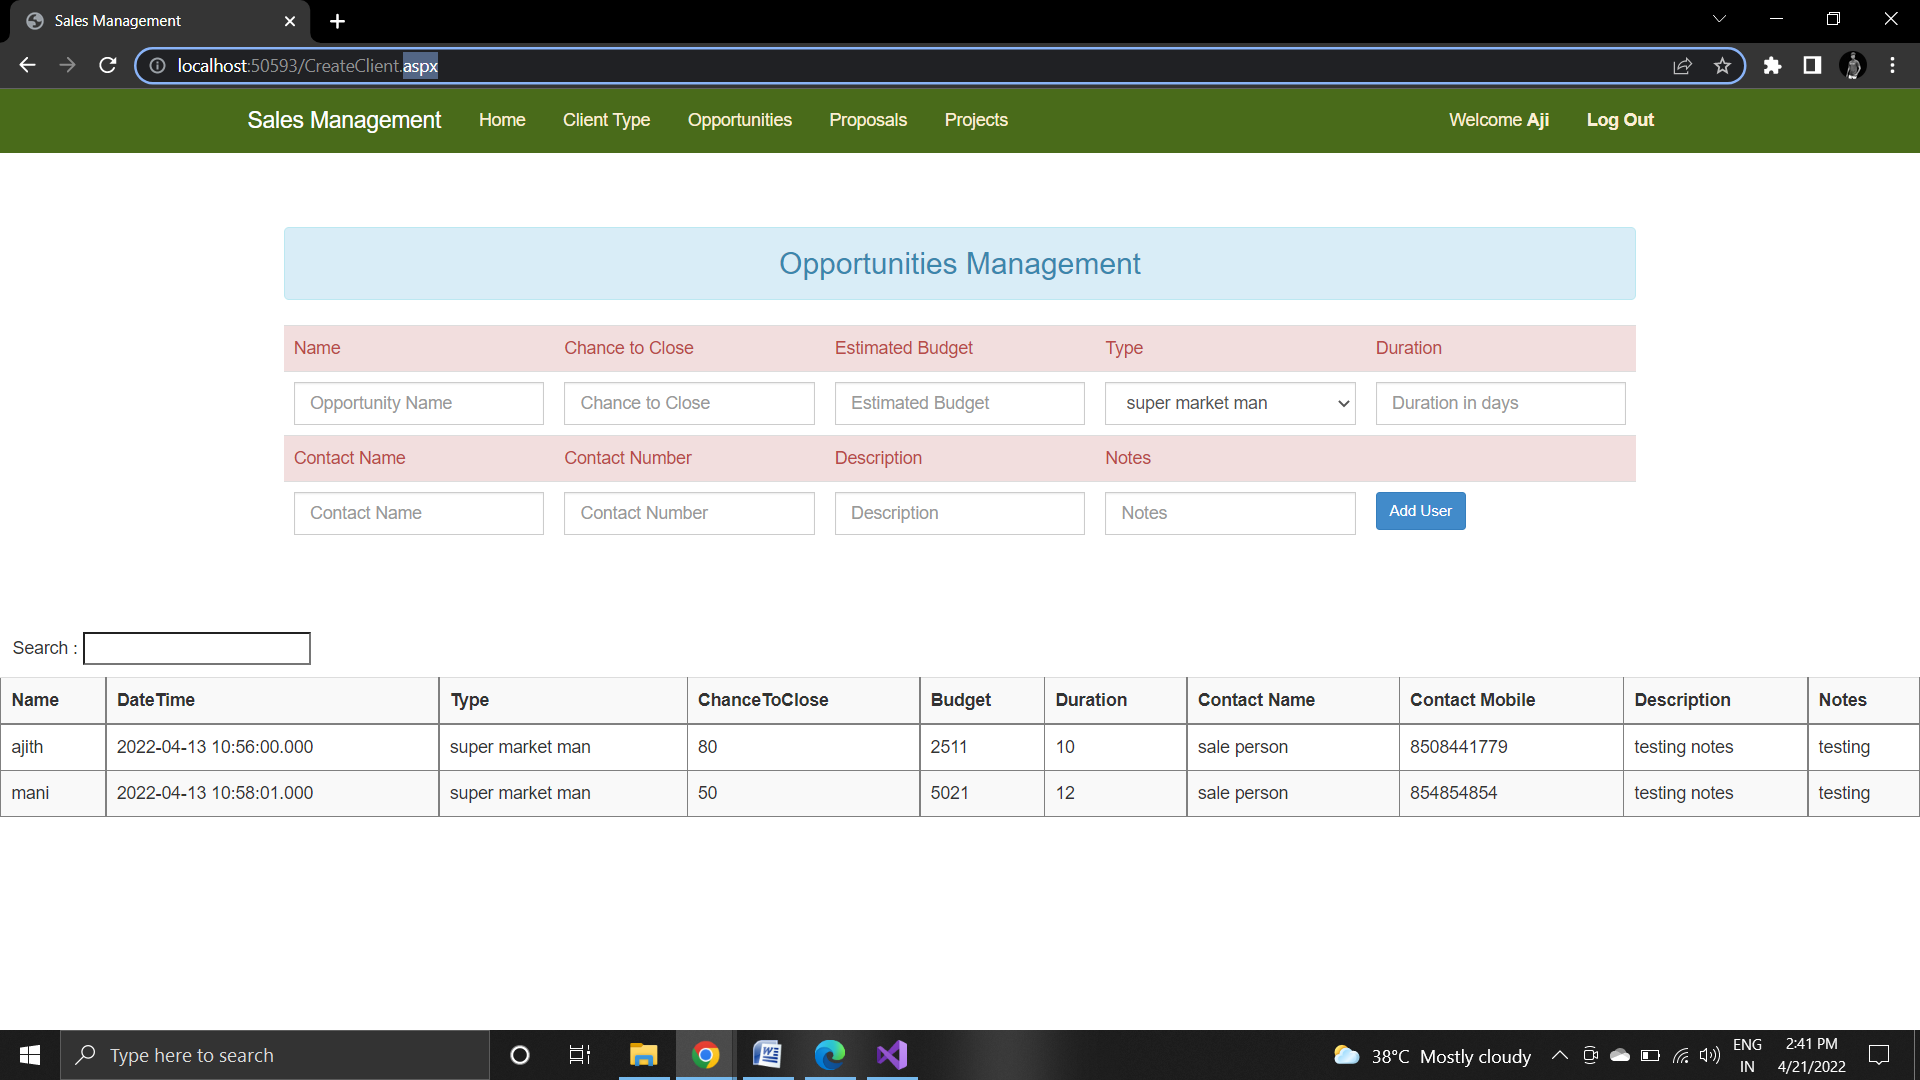 Sales Management
localhost:50593/CreateClient.aspx
Sales Management Home Client Type Opportunities Proposals Projects Welcome Aji Log Out
Opportunities Management
Name Chance to Close Estimated Budget Type Duration
Opportunity Name Chance to Close Estimated Budget super market man Duration in days
Contact Name Contact Number Description Notes
Contact Name Contact Number Description Notes Add User
Search :
Name DateTime Type ChanceToClose Budget Duration Contact Name Contact Mobile Description Notes
ajith 2022-04-13 10:56:00.000 super market man 80 2511 10 sale person 8508441779 testing notes testing
mani 2022-04-13 10:58:01.000 super market man 50 5021 12 sale person 854854854 testing notes testing
Type here to search 38°C Mostly cloudy ENG 2:41 PM
IN 4/21/2022